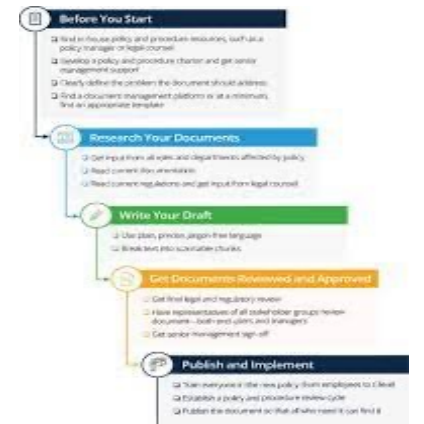 Before You Start
Find in-house policy and procedure resources, such as a
policy manager or legal counsel
Develop a policy and procedure charter and get senior
management support
Clearly define the problem the document should address
Find a document management platform or at a minimum,
find an appropriate template
Research Your Documents
Get input from all roles and departments affected by policy
Read current documentation
Read current regulations and get input from legal counsel
Write Your Draft
Use plain, precise, jargon-free language
Break text into scannable chunks
Get Documents Reviewed and Approved
Get final legal and regulatory review
Have representatives of all stakeholder groups review
document—both end users and managers
Get senior management sign-off
Publish and Implement
Train everyone in the new policy from employees to C-level
Establish a policy and procedure review cycle
Publish the document so that all who need it can find it